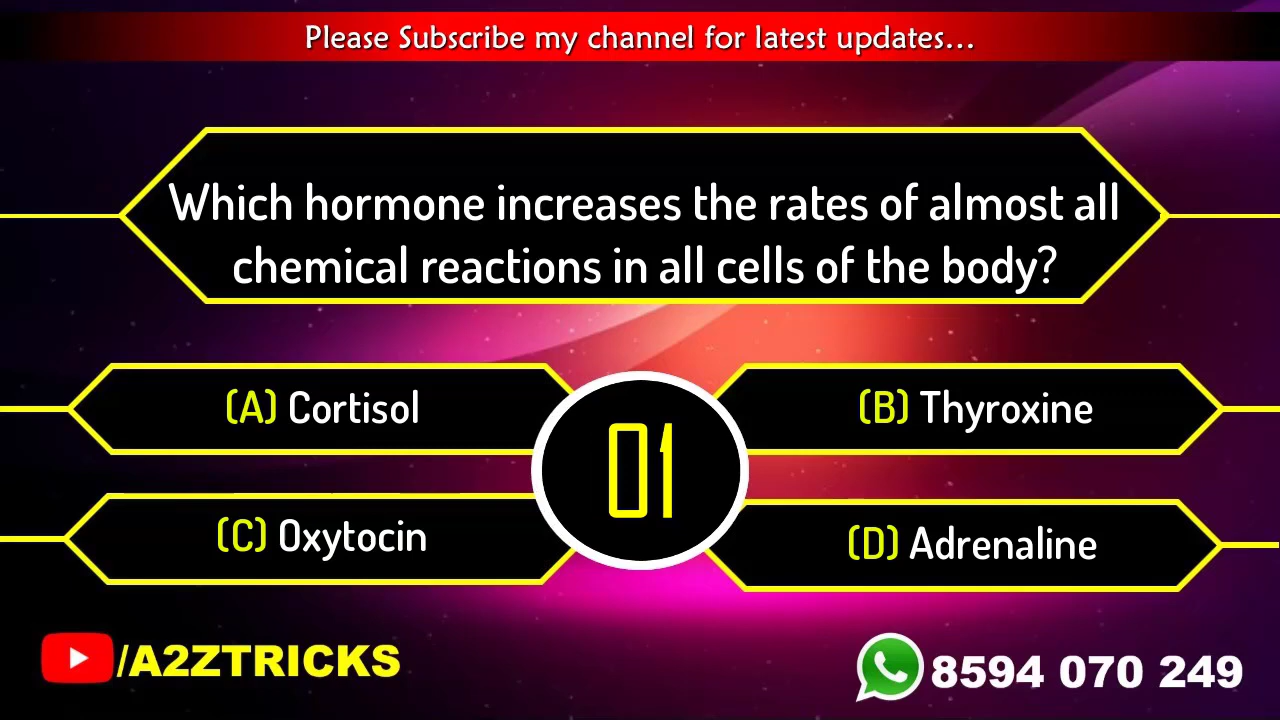 Please Subscribe my channel for latest updates...
Which hormone increases the rates of almost all
chemical reactions in all cells of the body?
(A) Cortisol
(B) Thyroxine
01
(C) Oxytocin
(D) Adrenaline
/A2ZTRICKS
8594 070 249